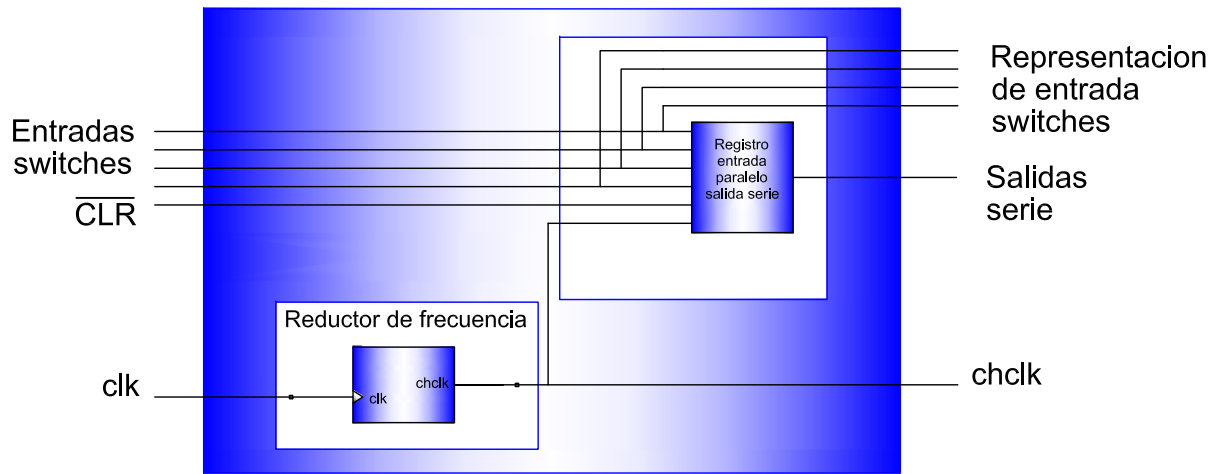 Representacion
de entrada
switches
Entradas
switches
Registro
entrada
paralelo
salida serie
Salidas
serie
CLR
Reductor de frecuencia
clk
clk
chclk
chclk